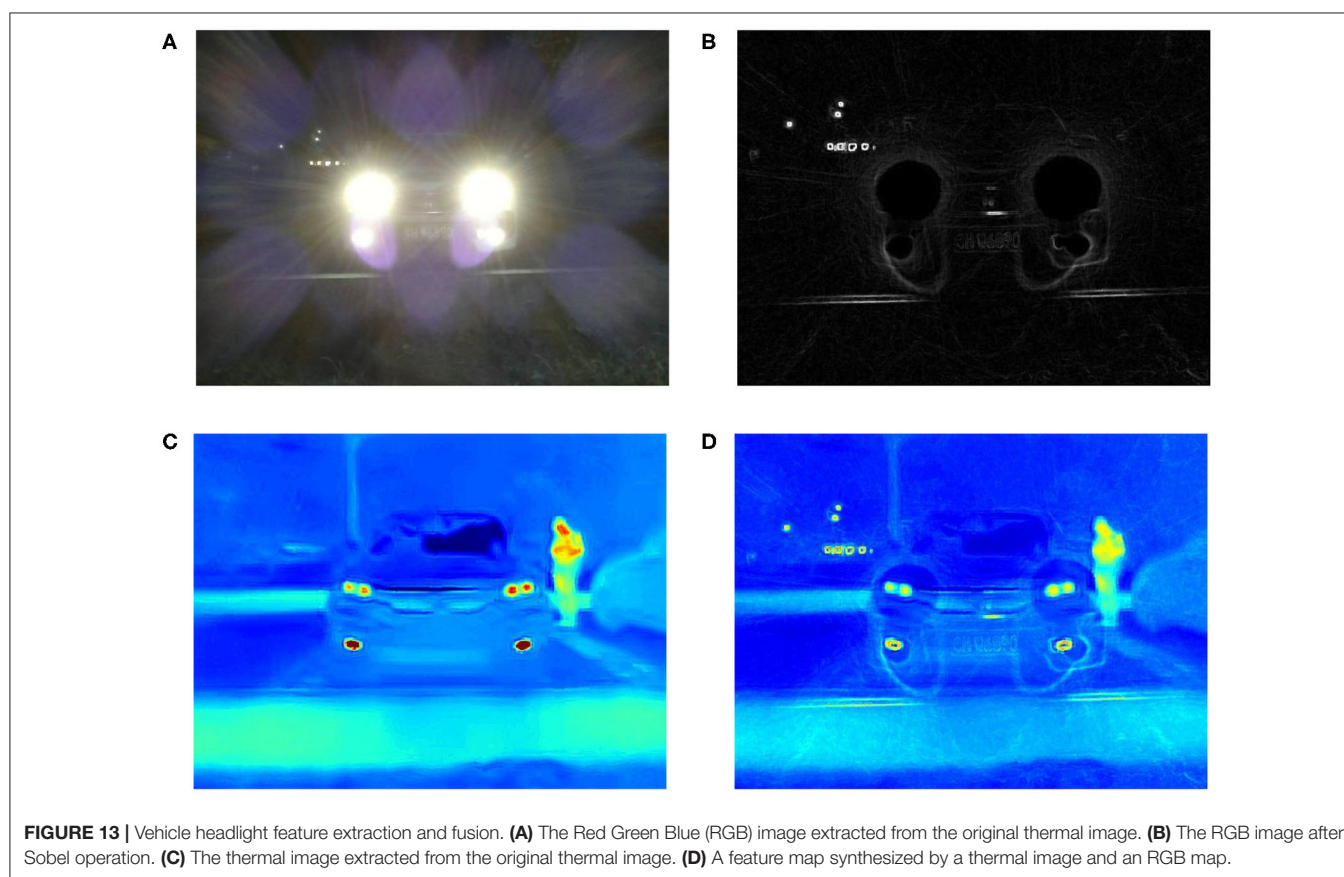 A
B
C
D
FIGURE 13 | Vehicle headlight feature extraction and fusion. (A) The Red Green Blue (RGB) image extracted from the original thermal image. (B) The RGB image after
Sobel operation. (C) The thermal image extracted from the original thermal image. (D) A feature map synthesized by a thermal image and an RGB map.